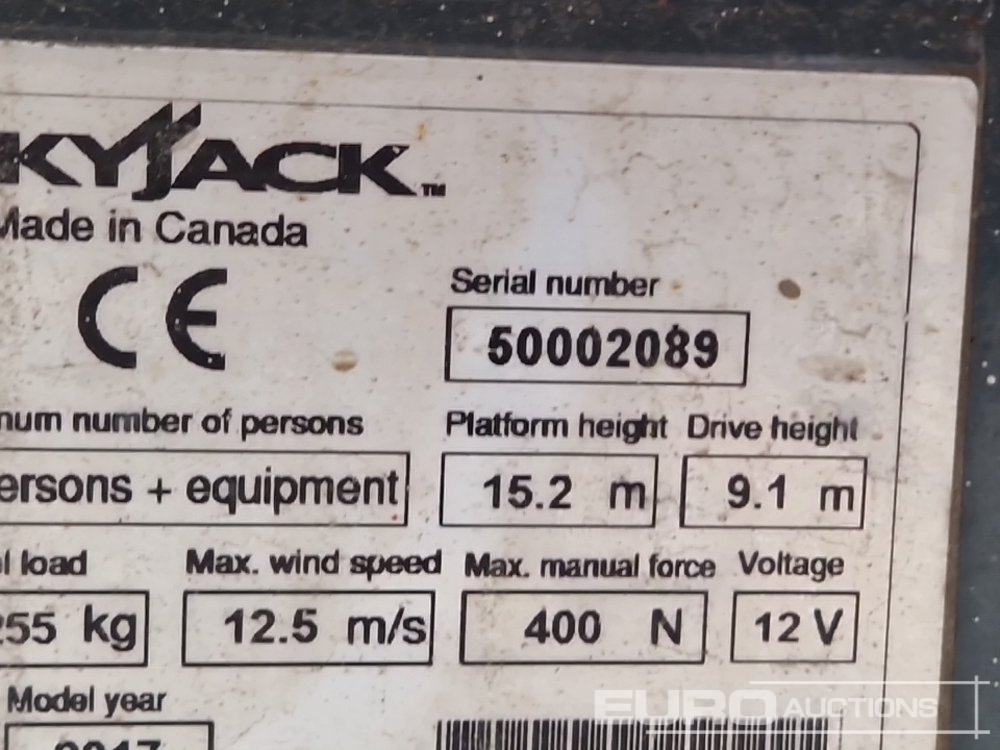 KYJACK™
Made in Canada
CE
Serial number
50002089
num number of persons Platform height Drive height
ersons + equipment 15.2 m 9.1 m
l load Max. wind speed Max. manual force Voltage
255 kg 12.5 m/s 400 N 12 V
Model year
2017
EURO AUCTIONS